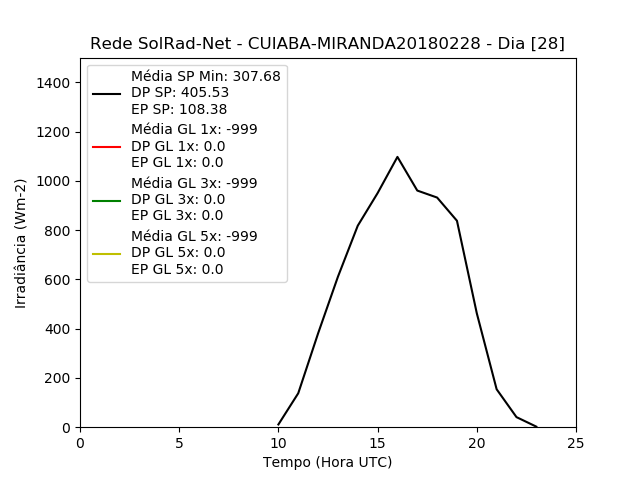 Rede SolRad-Net - CUIABA-MIRANDA20180228 - Dia [28]
Média SP Min: 307.68
DP SP: 405.53
EP SP: 108.38
Média GL 1x: -999
DP GL 1x: 0.0
EP GL 1x: 0.0
Média GL 3x: -999
DP GL 3x: 0.0
EP GL 3x: 0.0
Média GL 5x: -999
DP GL 5x: 0.0
EP GL 5x: 0.0
Irradiância (Wm-2)
1400
1200
1000
800
600
400
200
0
0 5 10 15 20 25
Tempo (Hora UTC)